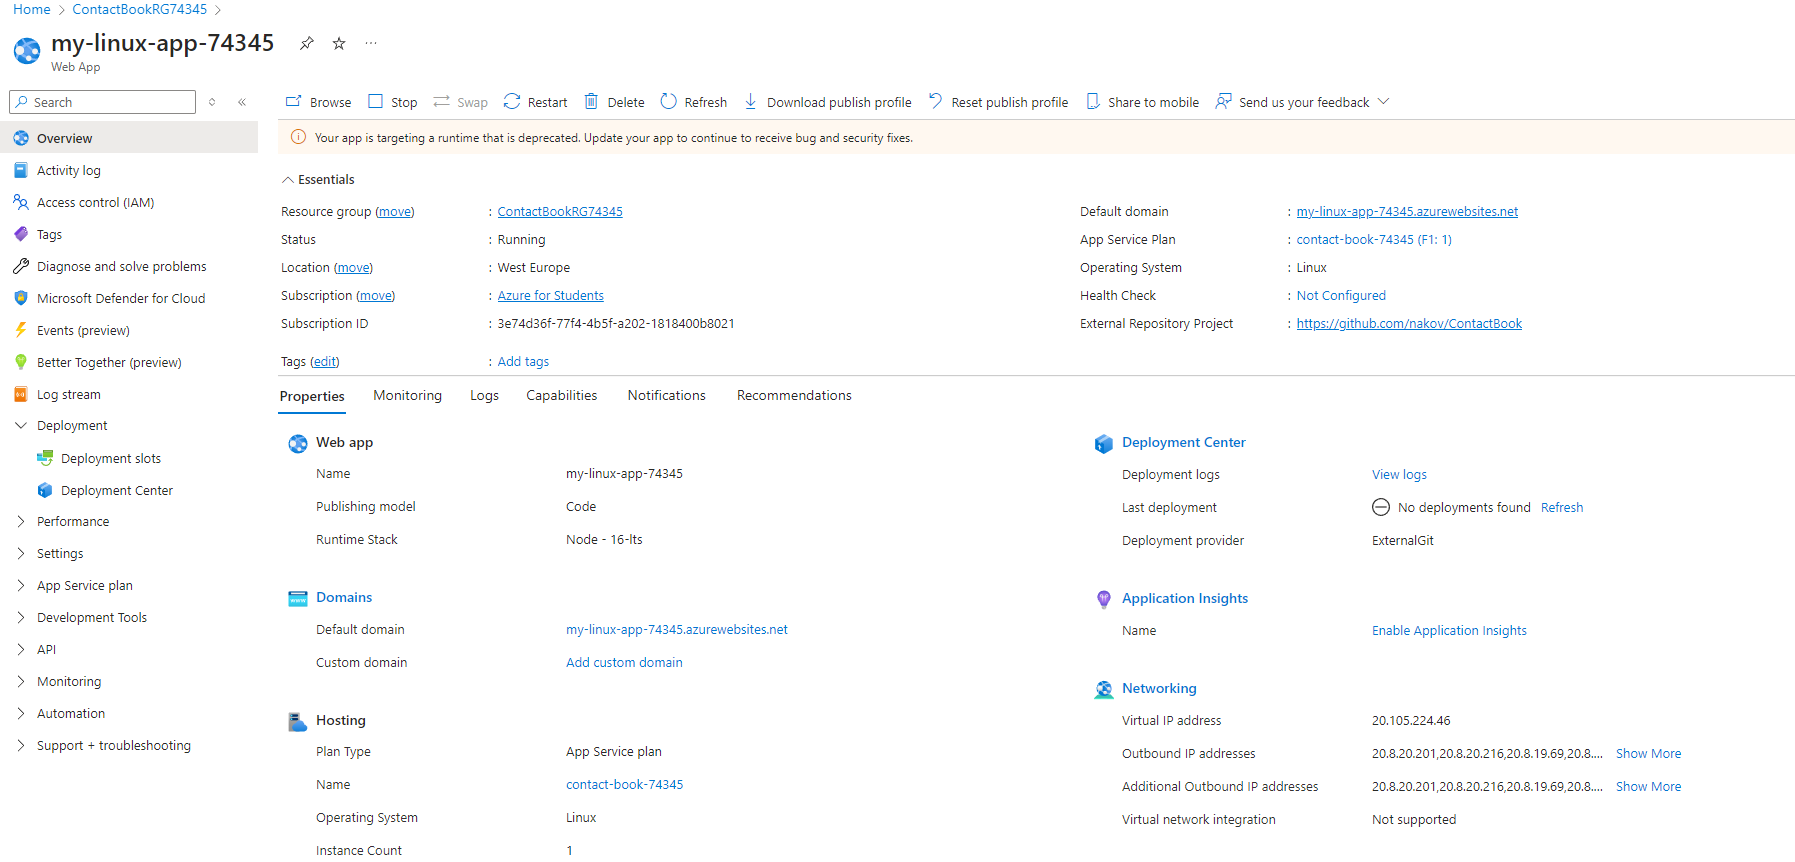 Home > ContactBookRG74345 >
my-linux-app-74345 ...
Web App
Search
Browse Stop Swap Restart Delete Refresh Download publish profile Reset publish profile Share to mobile Send us your feedback
Your app is targeting a runtime that is deprecated. Update your app to continue to receive bug and security fixes.
Overview
Activity log
Access control (IAM)
Tags
Diagnose and solve problems
Microsoft Defender for Cloud
Events (preview)
Better Together (preview)
Log stream
Deployment
Deployment slots
Deployment Center
Performance
Settings
App Service plan
Development Tools
API
Monitoring
Automation
Support + troubleshooting
Essentials
Resource group (move) : ContactBookRG74345
Status : Running
Location (move) : West Europe
Subscription (move) : Azure for Students
Subscription ID : 3e74d36f-77f4-4b5f-a202-1818400b8021
Default domain : my-linux-app-74345.azurewebsites.net
App Service Plan : contact-book-74345 (F1: 1)
Operating System : Linux
Health Check : Not Configured
External Repository Project : https://github.com/nakov/ContactBook
Tags (edit) : Add tags
Properties Monitoring Logs Capabilities Notifications Recommendations
Web app
Name my-linux-app-74345
Publishing model Code
Runtime Stack Node - 16-lts
Domains
Default domain my-linux-app-74345.azurewebsites.net
Custom domain Add custom domain
Hosting
Plan Type App Service plan
Name contact-book-74345
Operating System Linux
Instance Count 1
Deployment Center
Deployment logs View logs
Last deployment No deployments found Refresh
Deployment provider ExternalGit
Application Insights
Name Enable Application Insights
Networking
Virtual IP address 20.105.224.46
Outbound IP addresses 20.8.20.201,20.8.20.216,20.8.19.69,20.8.... Show More
Additional Outbound IP addresses 20.8.20.201,20.8.20.216,20.8.19.69,20.8.... Show More
Virtual network integration Not supported